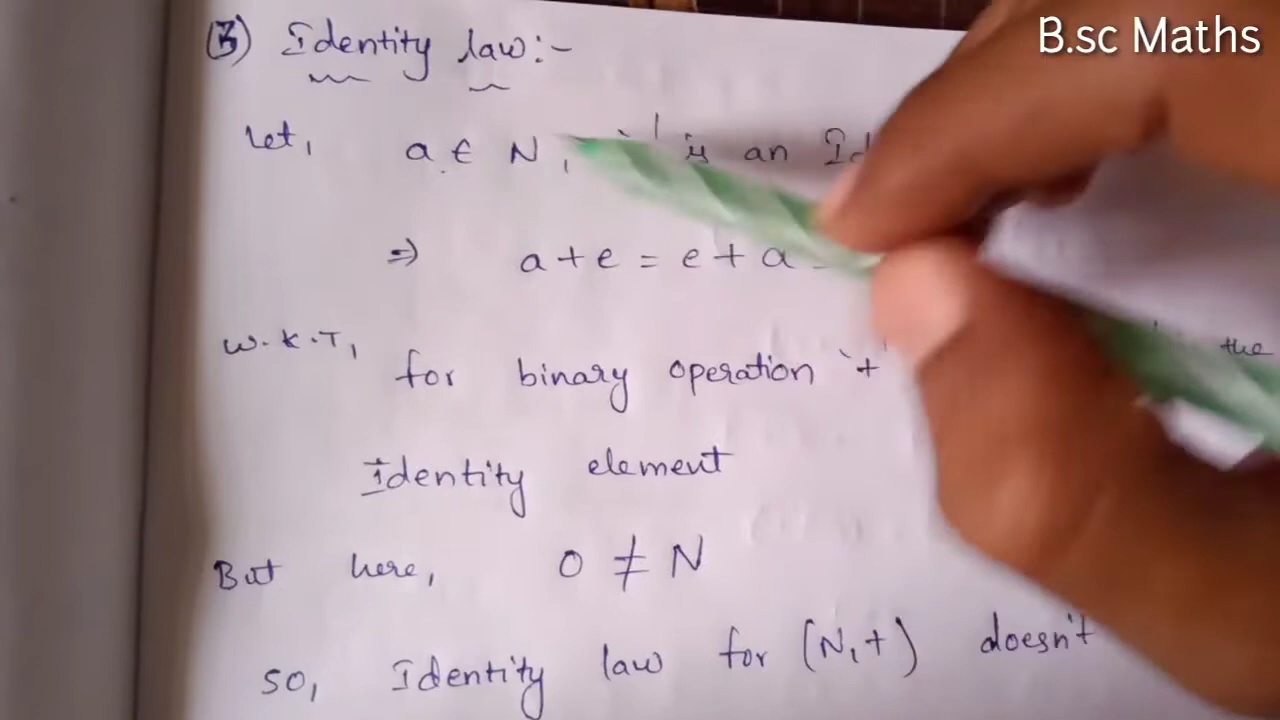 B.sc Maths
(3) Identity law:-
Let, a ∈ N, is an
⇒ a + e = e + a
W.K.T, for binary operation '+' the
Identity element
But here, 0 ≠ N
So, Identity law for (N,+) doesn't